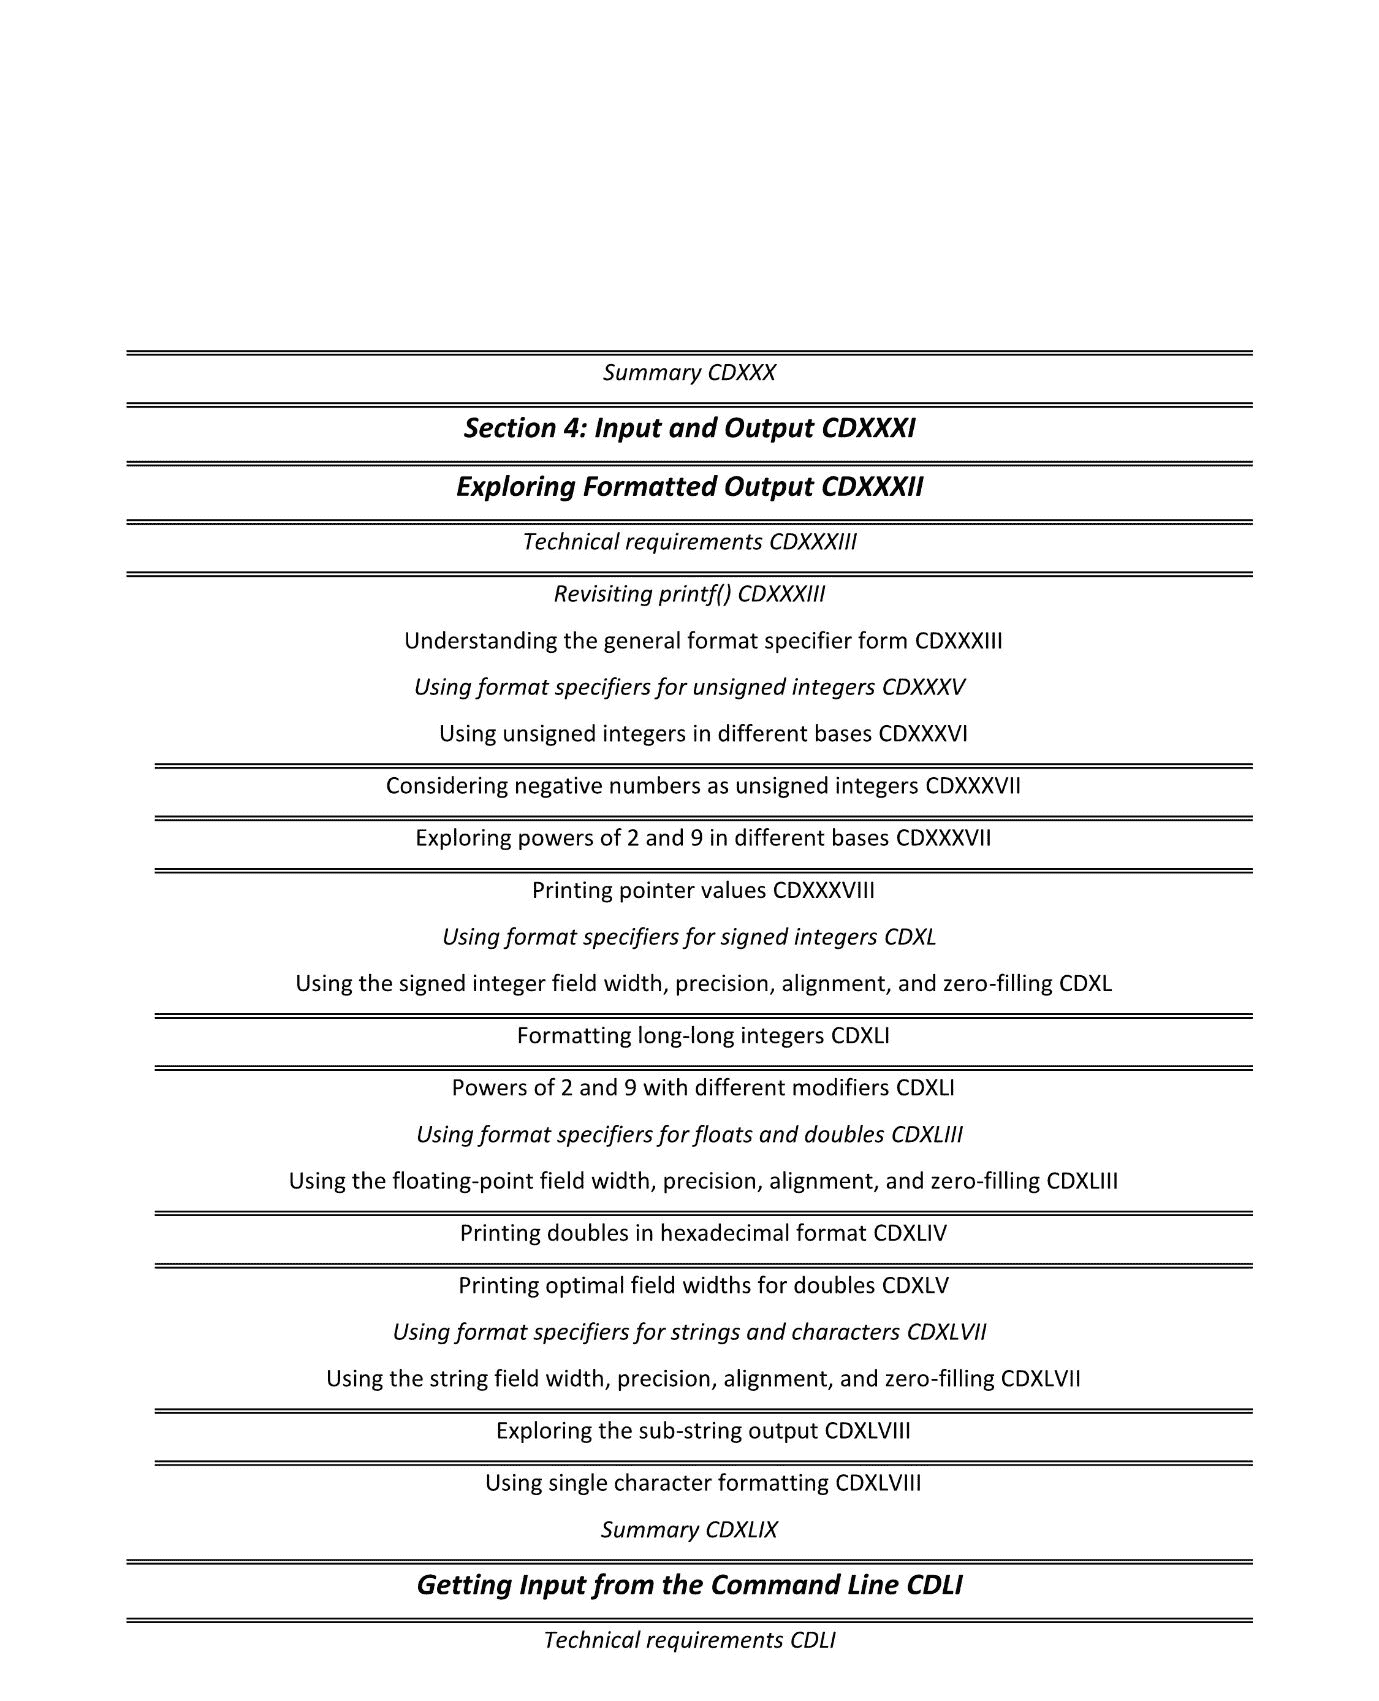 Summary CDXXX
Section 4: Input and Output CDXXXI
Exploring Formatted Output CDXXXII
Technical requirements CDXXXIII
Revisiting printf() CDXXXIII
Understanding the general format specifier form CDXXXIII
Using format specifiers for unsigned integers CDXXXV
Using unsigned integers in different bases CDXXXVI
Considering negative numbers as unsigned integers CDXXXVII
Exploring powers of 2 and 9 in different bases CDXXXVII
Printing pointer values CDXXXVIII
Using format specifiers for signed integers CDXL
Using the signed integer field width, precision, alignment, and zero-filling CDXL
Formatting long-long integers CDXLI
Powers of 2 and 9 with different modifiers CDXLI
Using format specifiers for floats and doubles CDXLIII
Using the floating-point field width, precision, alignment, and zero-filling CDXLIII
Printing doubles in hexadecimal format CDXLIV
Printing optimal field widths for doubles CDXLV
Using format specifiers for strings and characters CDXLVII
Using the string field width, precision, alignment, and zero-filling CDXLVII
Exploring the sub-string output CDXLVIII
Using single character formatting CDXLVIII
Summary CDXLIX
Getting Input from the Command Line CDLI
Technical requirements CDLI